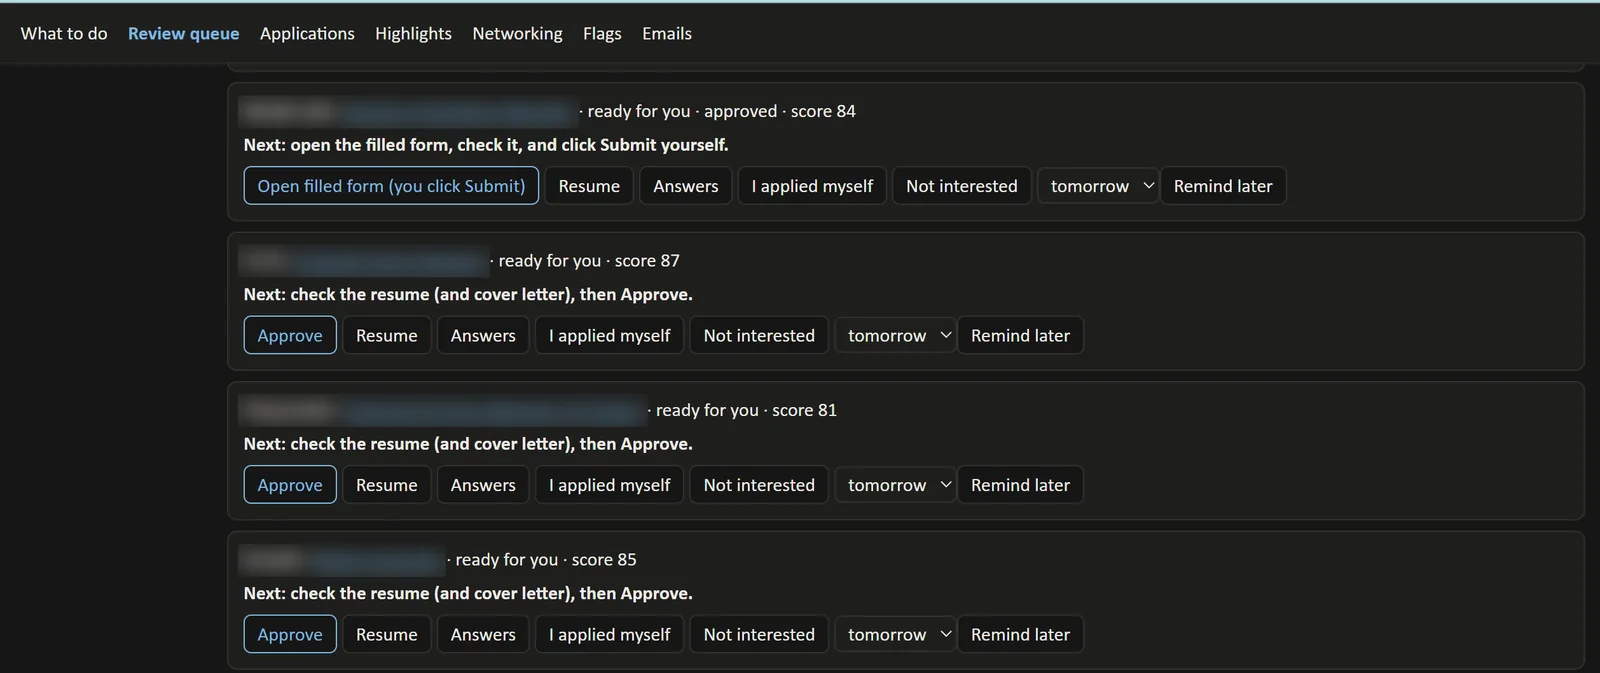 What to do Review queue Applications Highlights Networking Flags Emails
· ready for you · approved · score 84
Next: open the filled form, check it, and click Submit yourself.
Open filled form (you click Submit) Resume Answers I applied myself Not interested tomorrow Remind later
· ready for you · score 87
Next: check the resume (and cover letter), then Approve.
Approve Resume Answers I applied myself Not interested tomorrow Remind later
· ready for you · score 81
Next: check the resume (and cover letter), then Approve.
Approve Resume Answers I applied myself Not interested tomorrow Remind later
· ready for you · score 85
Next: check the resume (and cover letter), then Approve.
Approve Resume Answers I applied myself Not interested tomorrow Remind later